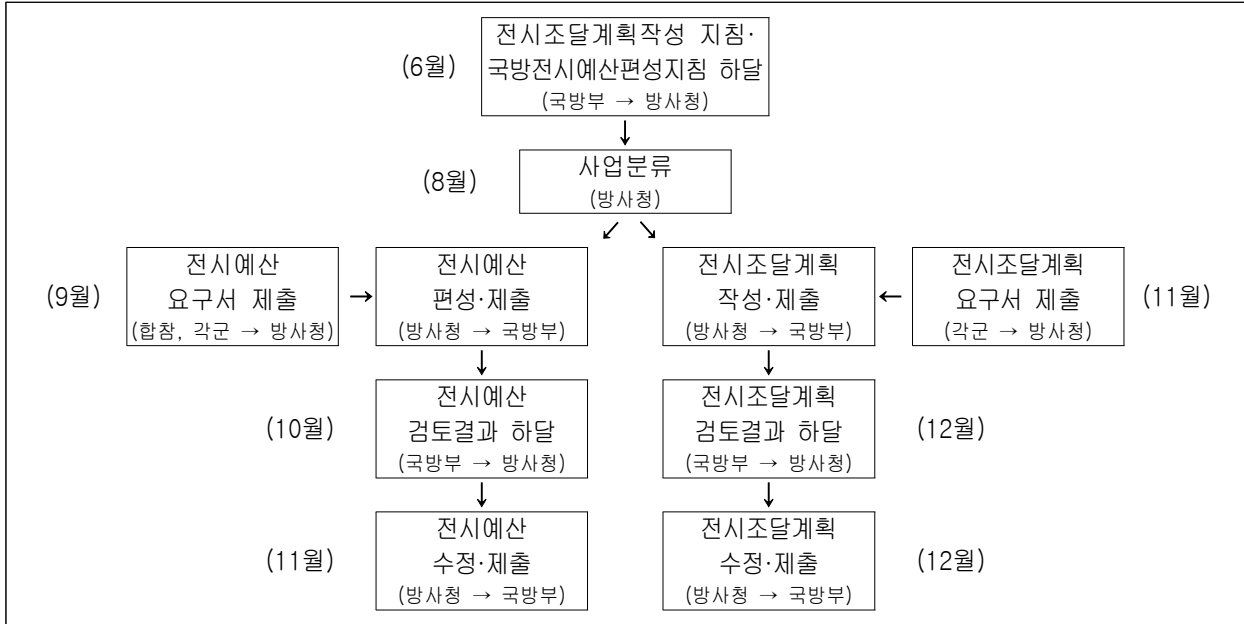 (6월)
전시조달계획작성 지침·
국방전시예산편성지침 하달
(국방부 → 방사청)
↓
(8월)
사업분류
(방사청)
↙ ↘
(9월)
전시예산
요구서 제출
(합참, 각군 → 방사청)
→
전시예산
편성·제출
(방사청 → 국방부)
전시조달계획
작성·제출
(방사청 → 국방부)
←
전시조달계획
요구서 제출
(각군 → 방사청)
(11월)
↓ ↓
(10월)
전시예산
검토결과 하달
(국방부 → 방사청)
전시조달계획
검토결과 하달
(국방부 → 방사청)
(12월)
↓ ↓
(11월)
전시예산
수정·제출
(방사청 → 국방부)
전시조달계획
수정·제출
(방사청 → 국방부)
(12월)